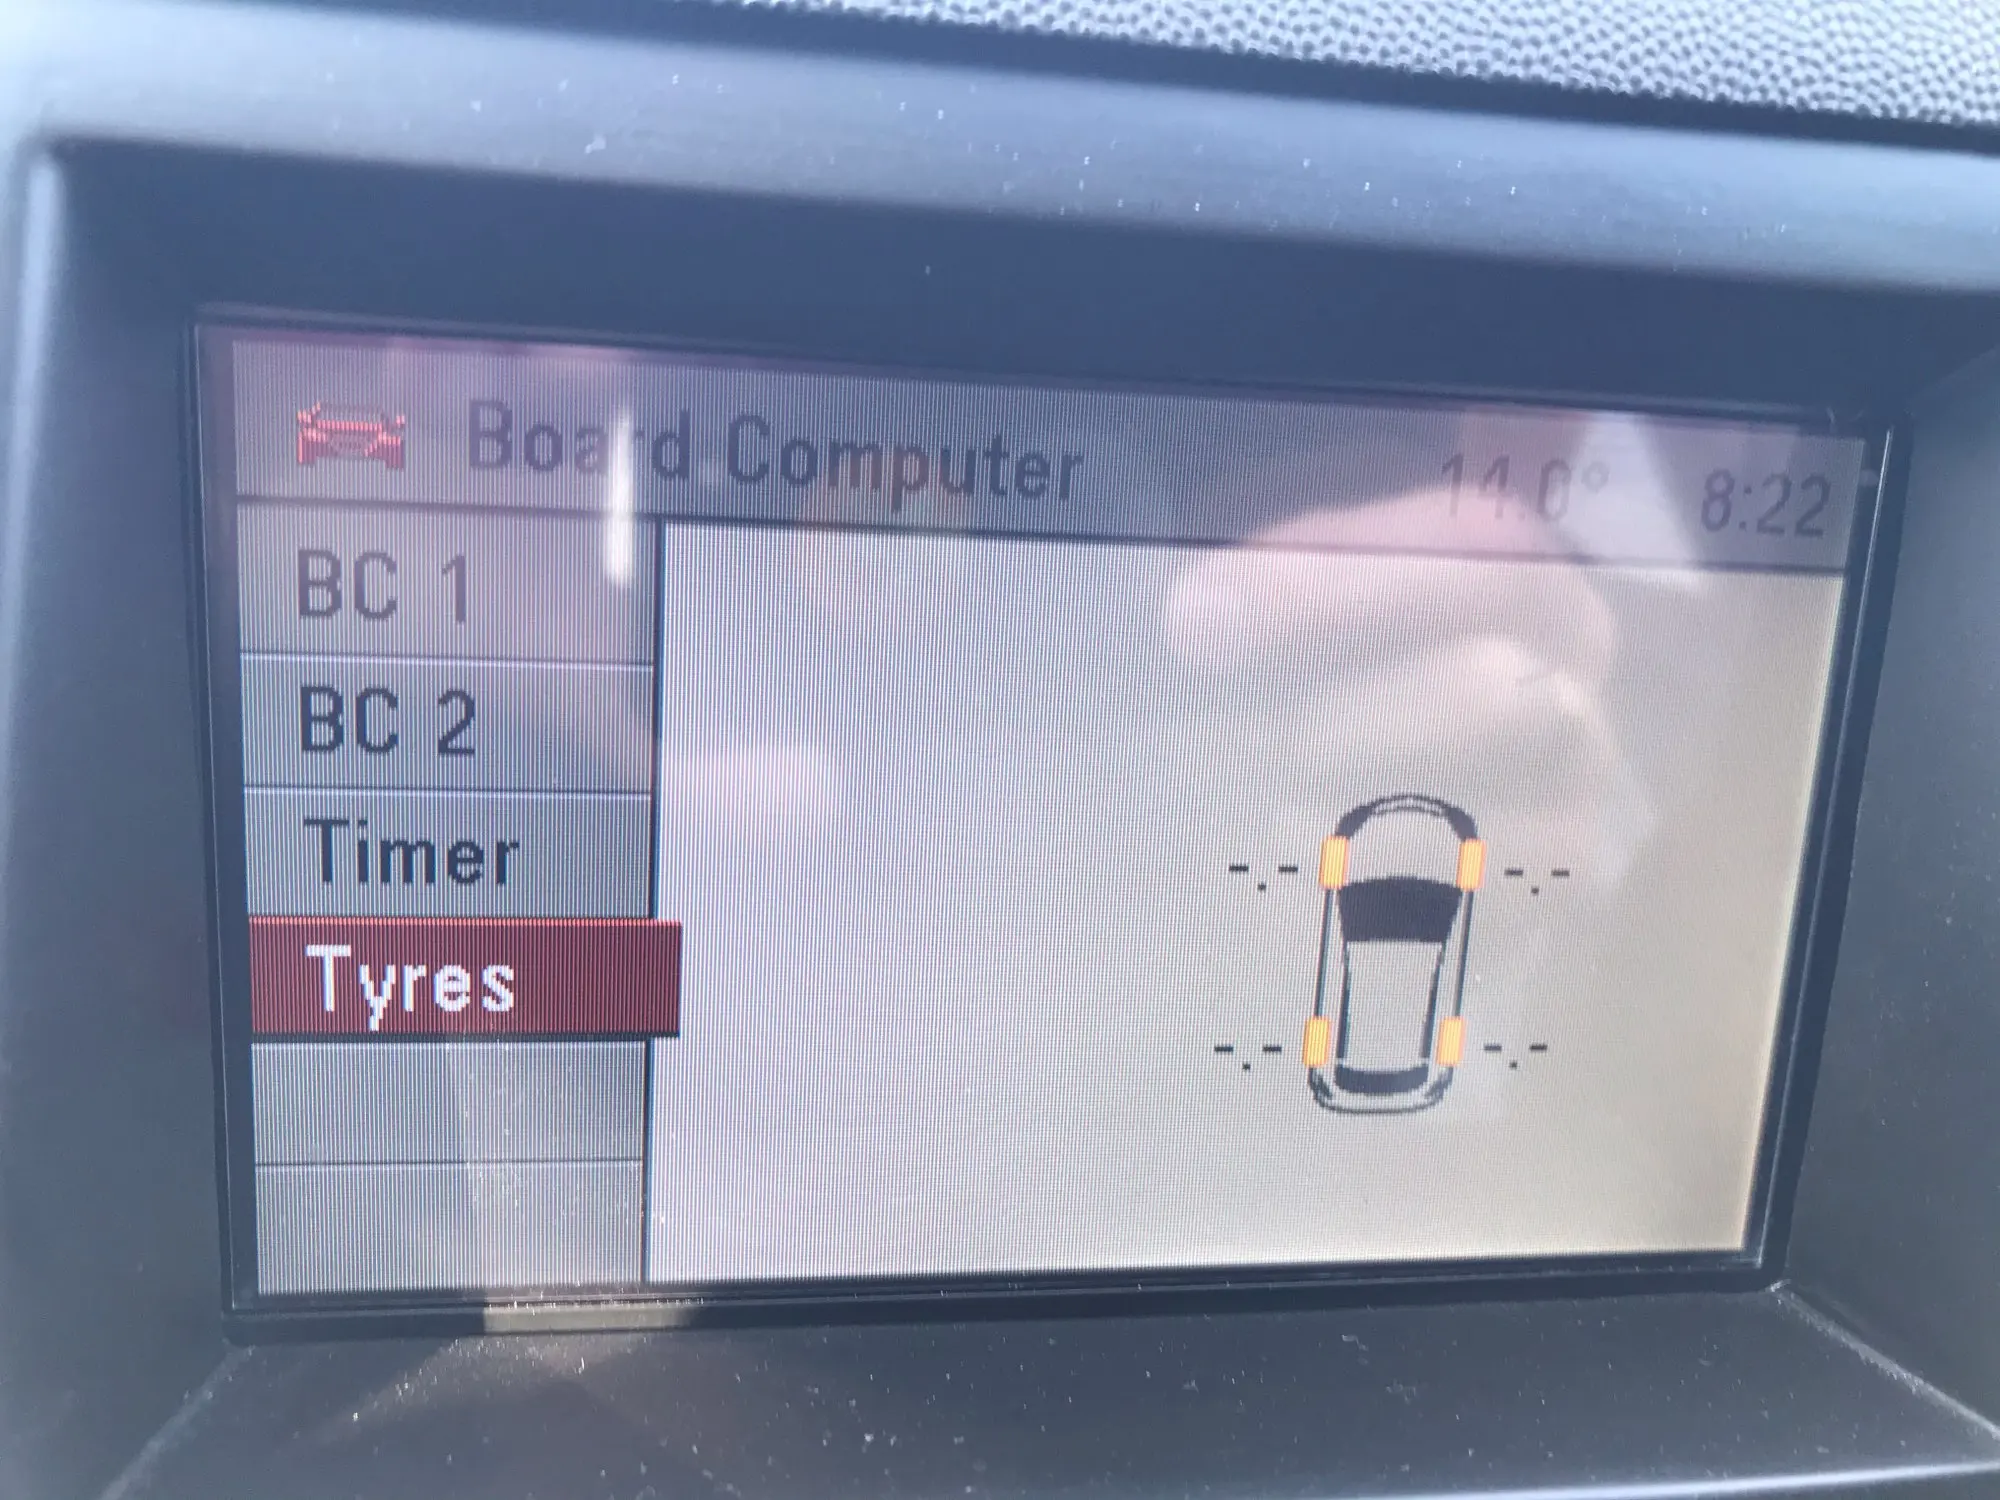 Board Computer 14.0° 8:22
BC 1
BC 2
Timer
Tyres
-.- -.-
-.- -.-